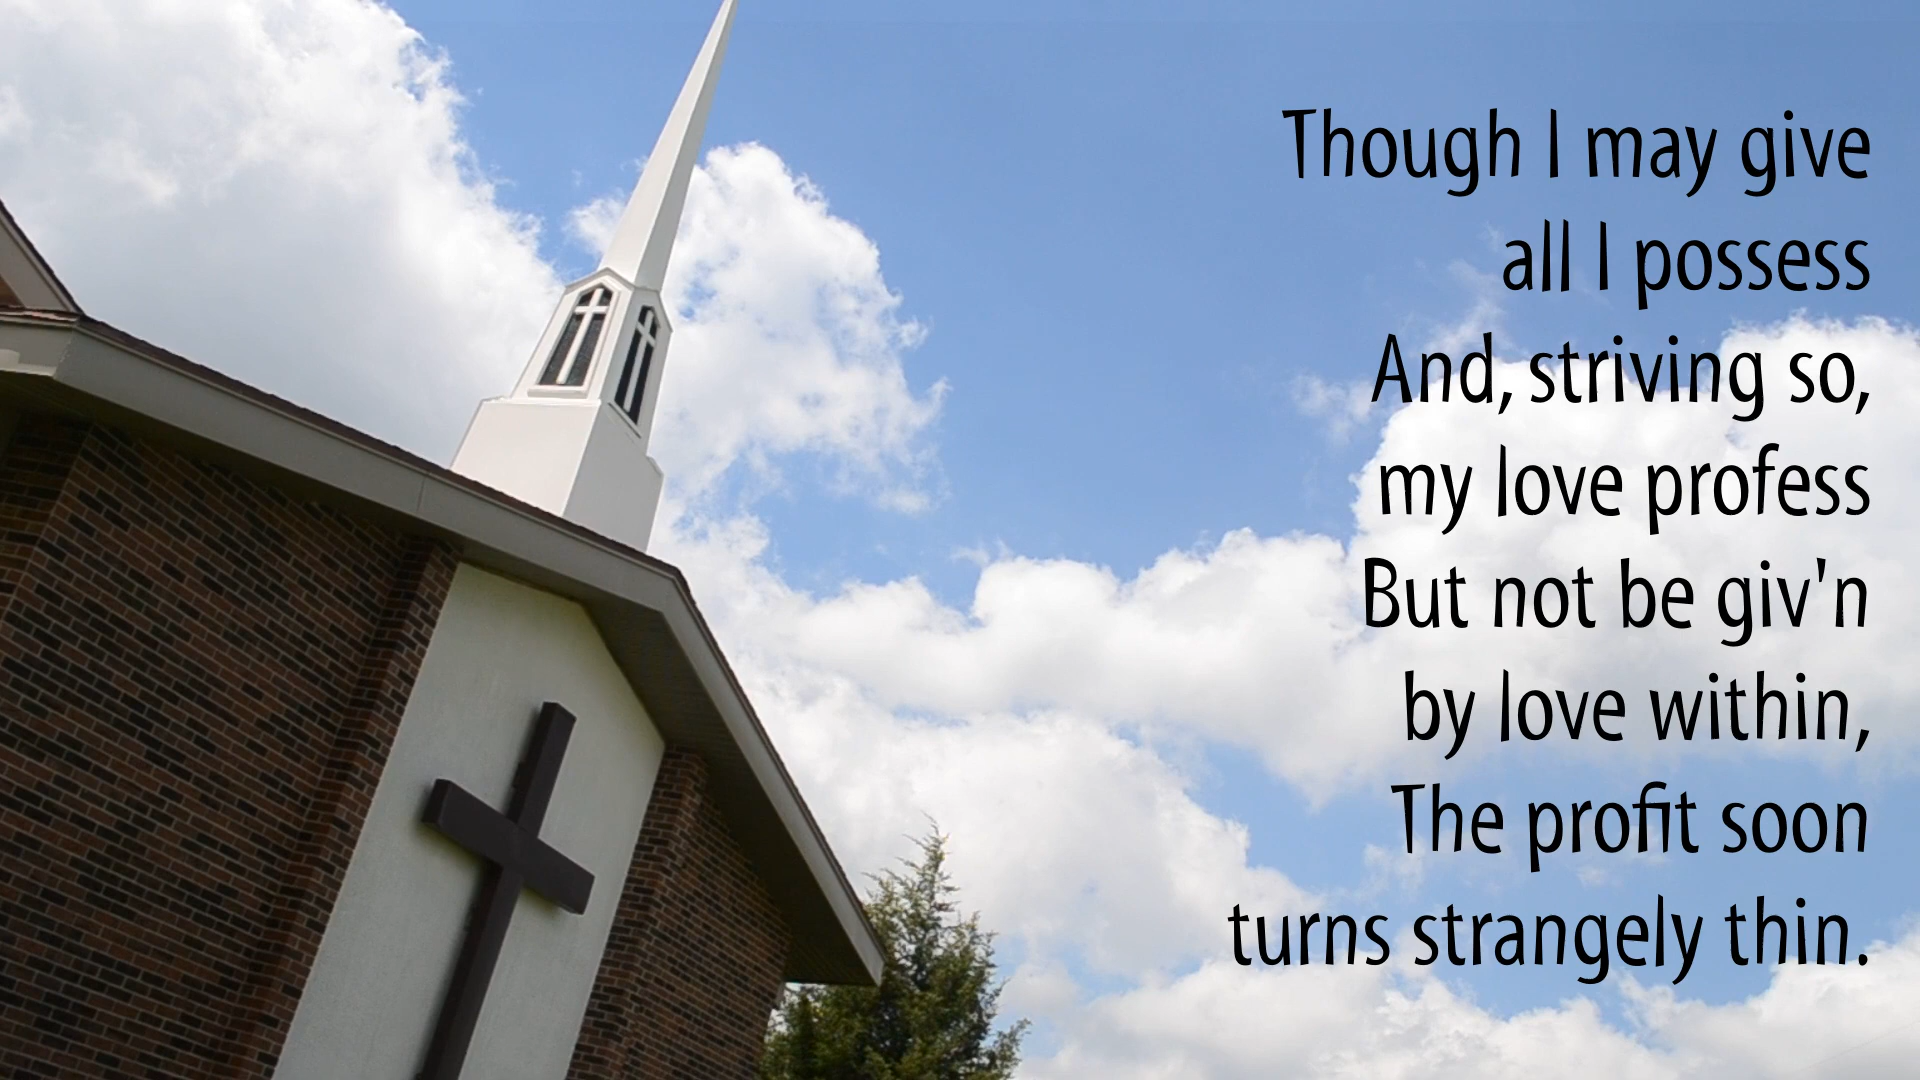 Though I may give
all I possess
And, striving so,
my love profess
But not be giv'n
by love within,
The profit soon
turns strangely thin.